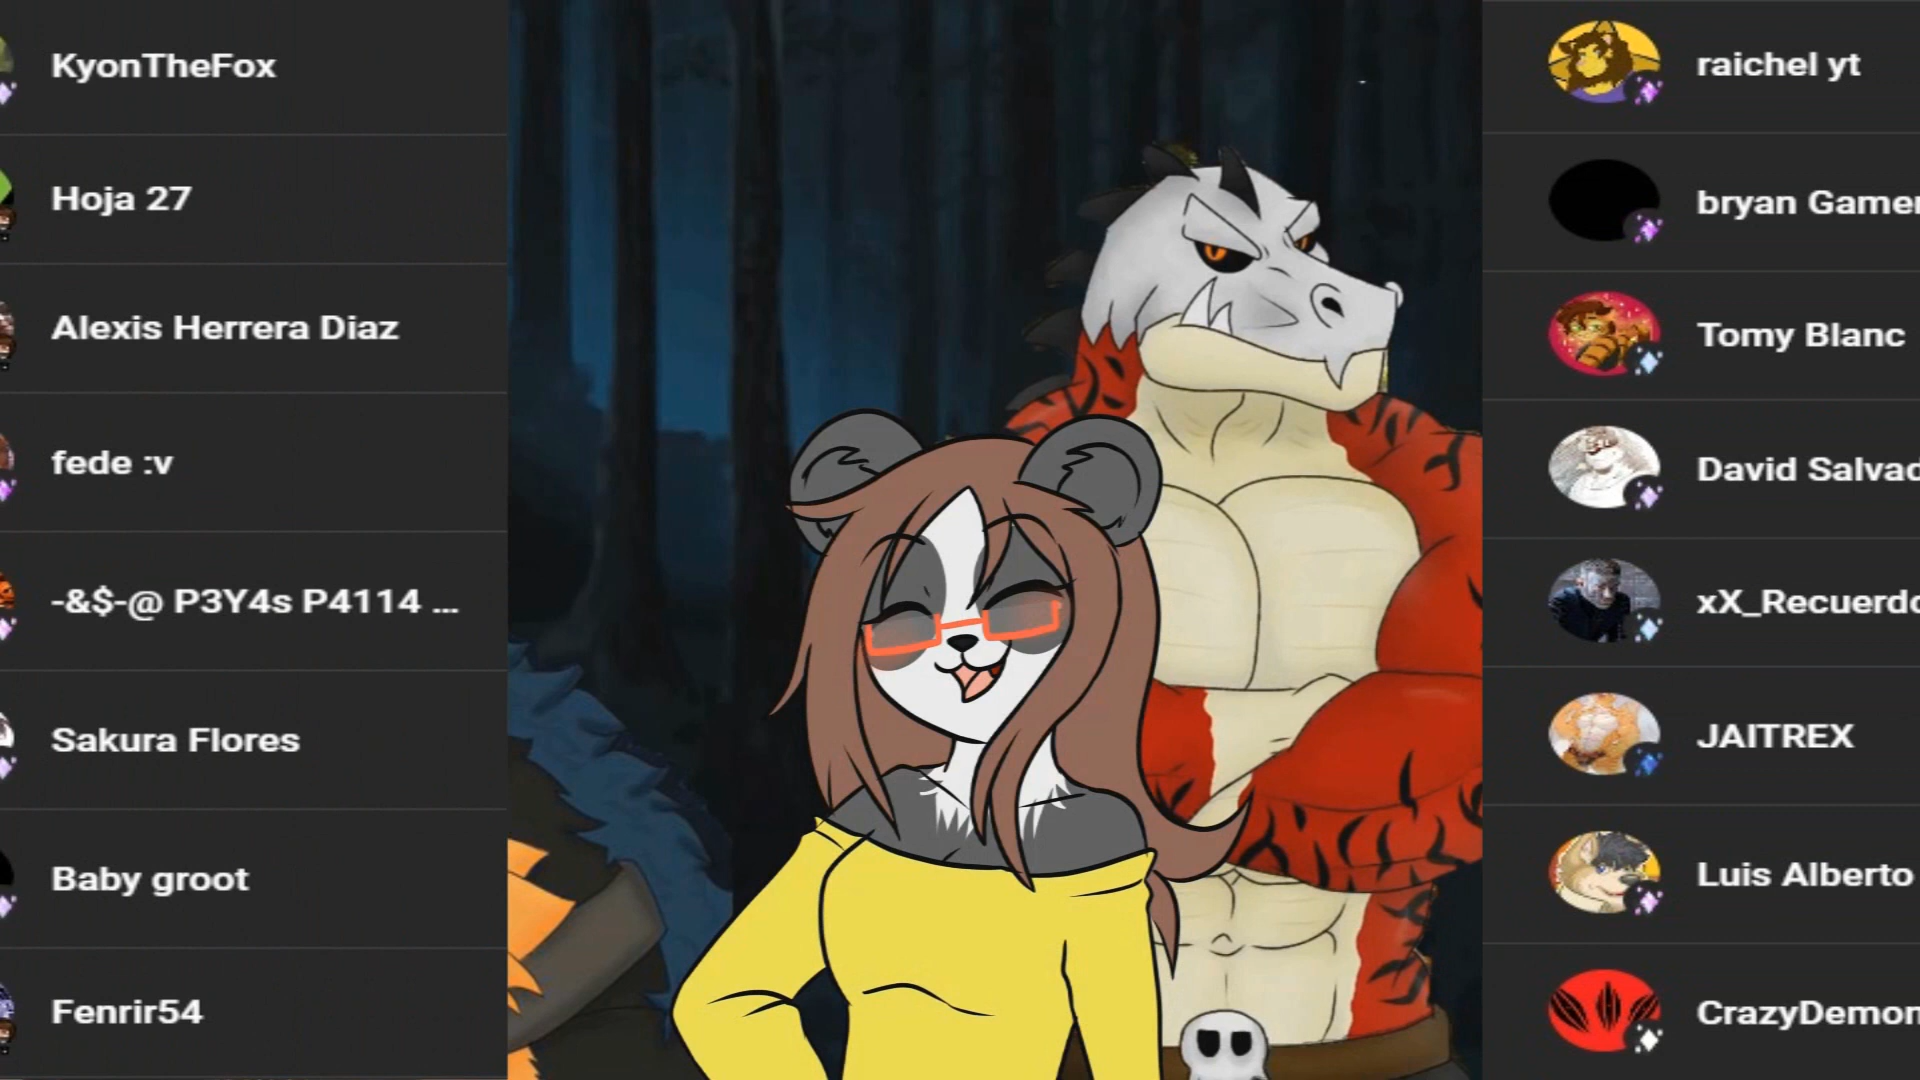 KyonTheFox
Hoja 27
Alexis Herrera Diaz
fede :v
-&$-@ P3Y4s P4114 ...
Sakura Flores
Baby groot
Fenrir54
raichel yt
bryan Gamer
Tomy Blanc
David Salvad
xX_Recuerdo
JAITREX
Luis Alberto
CrazyDemon